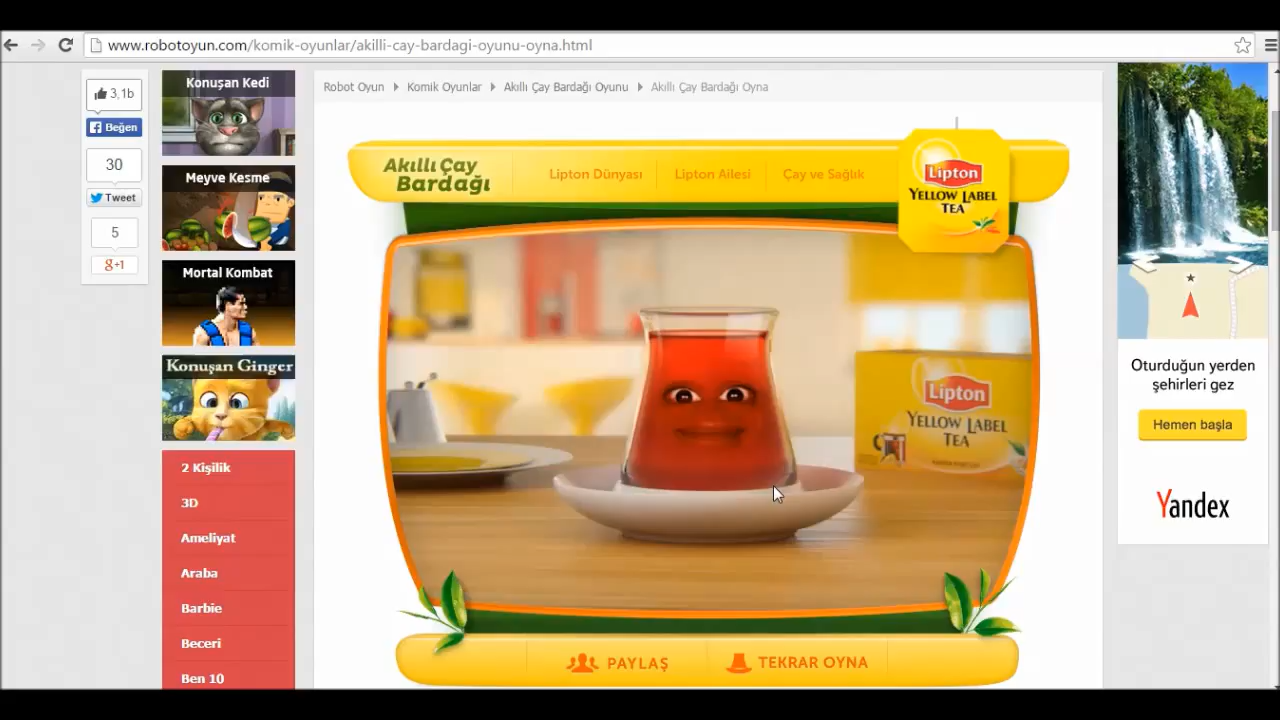 www.robotoyun.com/komik-oyunlar/akilli-cay-bardagi-oyunu-oyna.html
3,1b
Beğen
30
Tweet
5
g+1
Konuşan Kedi
Meyve Kesme
Mortal Kombat
Konuşan Ginger
2 Kişilik
3D
Ameliyat
Araba
Barbie
Beceri
Ben 10
Robot Oyun
Komik Oyunlar
Akıllı Çay Bardağı Oyunu
Akıllı Çay Bardağı Oyna
Akıllı Çay
Bardağı
Lipton Dünyası
Lipton Ailesi
Çay ve Sağlık
Lipton
YELLOW LABEL
TEA
Lipton
YELLOW LABEL
TEA
PAYLAŞ
TEKRAR OYNA
Oturduğun yerden
şehirleri gez
Hemen başla
Yandex